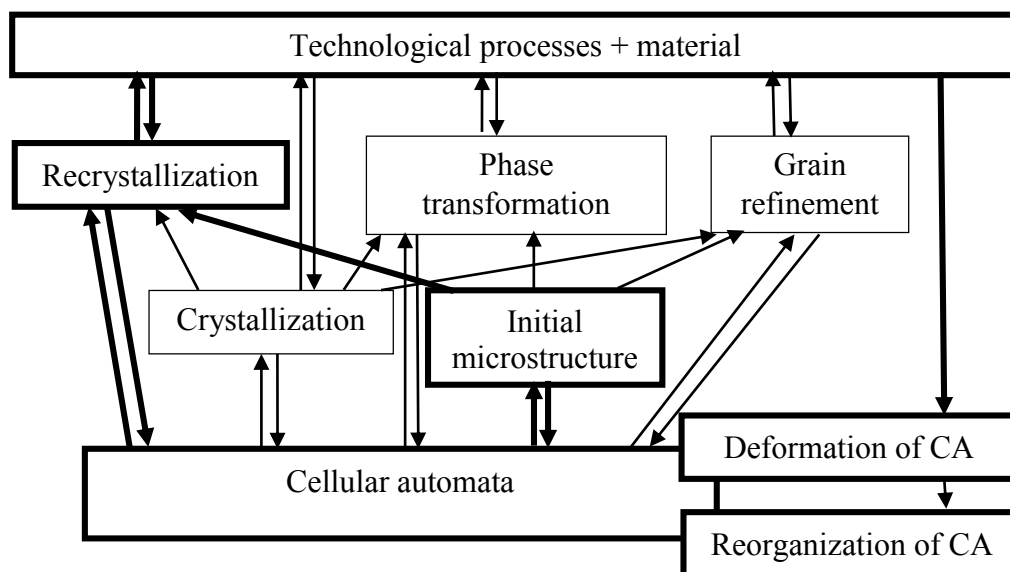 Technological processes + material
Recrystallization
Phase
transformation
Grain
refinement
Crystallization
Initial
microstructure
Deformation of CA
Cellular automata
Reorganization of CA